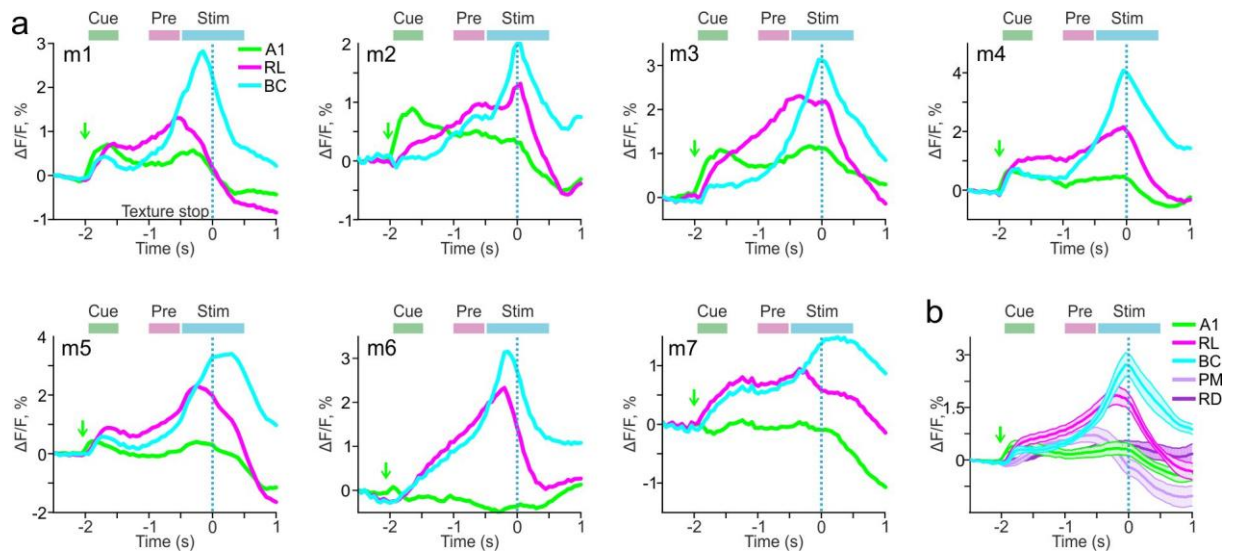 a
Cue Pre Stim
m1
A1
RL
BC
ΔF/F, %
3
2
1
0
-1
Texture stop
-2 -1 0 1
Time (s)
Cue Pre Stim
m2
ΔF/F, %
2
1
0
-1
-2 -1 0 1
Time (s)
Cue Pre Stim
m3
ΔF/F, %
3
2
1
0
-2 -1 0 1
Time (s)
Cue Pre Stim
m4
ΔF/F, %
4
2
0
-2 -1 0 1
Time (s)
Cue Pre Stim
m5
ΔF/F, %
4
2
0
-2
-2 -1 0 1
Time (s)
Cue Pre Stim
m6
ΔF/F, %
3
2
1
0
-2 -1 0 1
Time (s)
Cue Pre Stim
m7
ΔF/F, %
1
0
-1
-2 -1 0 1
Time (s)
b
Cue Pre Stim
A1
RL
BC
PM
RD
ΔF/F, %
3
1.5
0
-2 -1 0 1
Time (s)